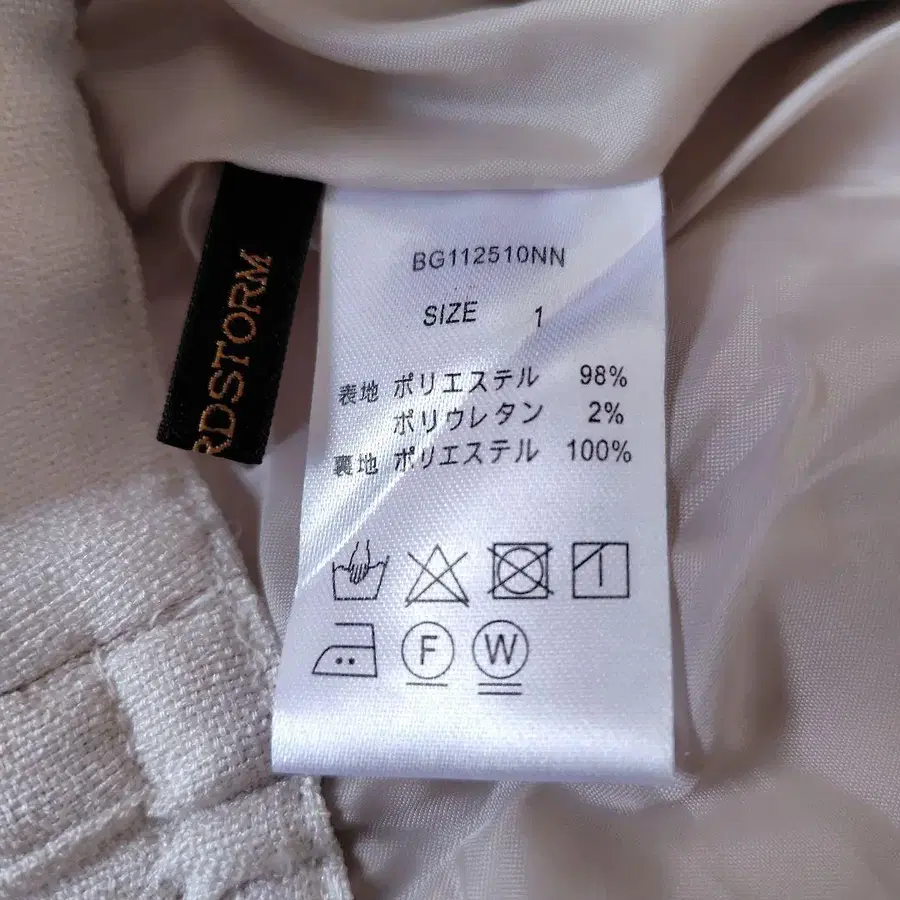 RDSTORM
BG112510NN
SIZE 1
表地 ポリエステル 98%
ポリウレタン 2%
裏地 ポリエステル 100%
F W